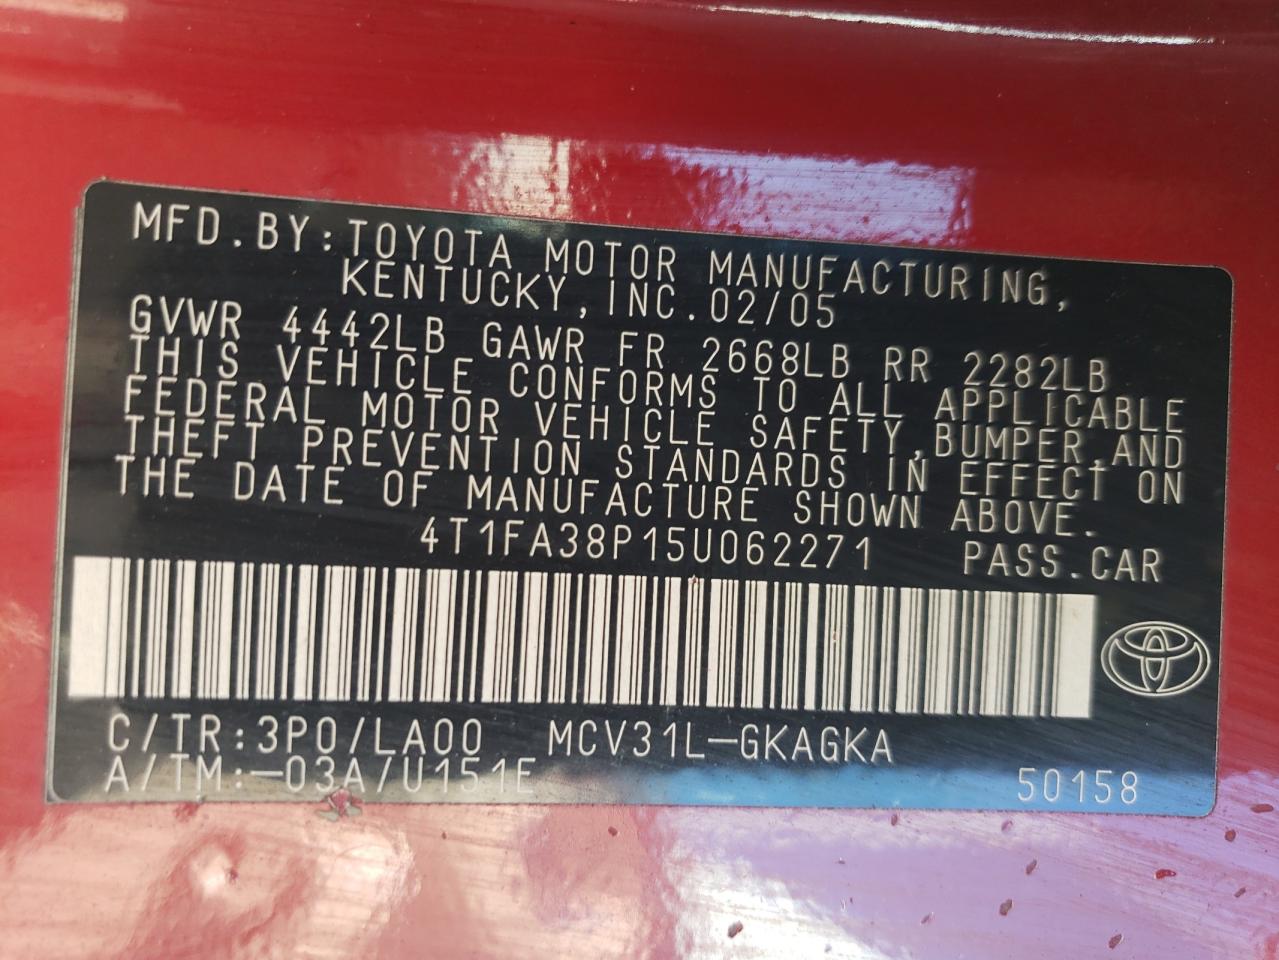 MFD.BY:TOYOTA MOTOR MANUFACTURING,
KENTUCKY,INC.02/05
GVWR 4442LB GAWR FR 2668LB RR 2282LB
THIS VEHICLE CONFORMS TO ALL APPLICABLE
FEDERAL MOTOR VEHICLE SAFETY,BUMPER,AND
THEFT PREVENTION STANDARDS IN EFFECT ON
THE DATE OF MANUFACTURE SHOWN ABOVE.
4T1FA38P15U062271 PASS.CAR
C/TR:3P0/LA00 MCV31L-GKAGKA
A/TM:-03A/U151E 50158